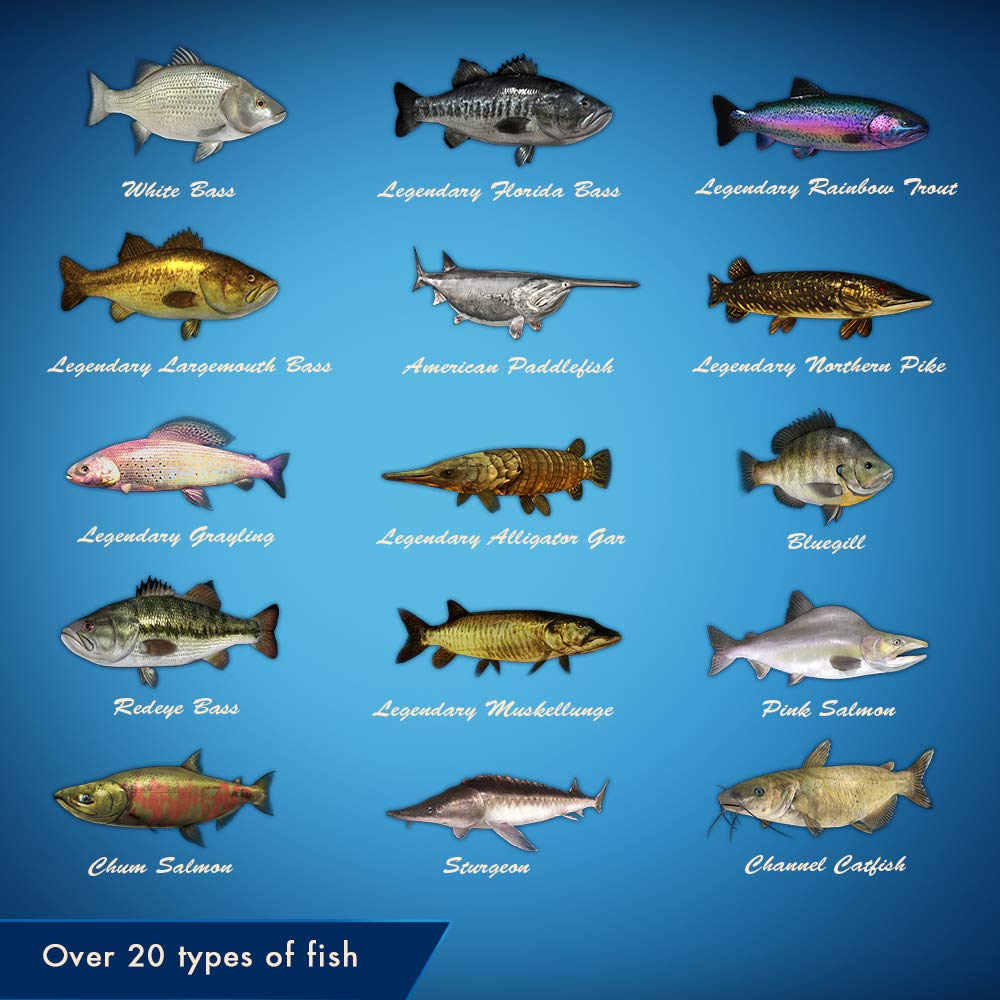 White Bass
Legendary Florida Bass
Legendary Rainbow Trout
Legendary Largemouth Bass
American Paddlefish
Legendary Northern Pike
Legendary Grayling
Legendary Alligator Gar
Bluegill
Redeye Bass
Legendary Muskellunge
Pink Salmon
Chum Salmon
Sturgeon
Channel Catfish
Over 20 types of fish